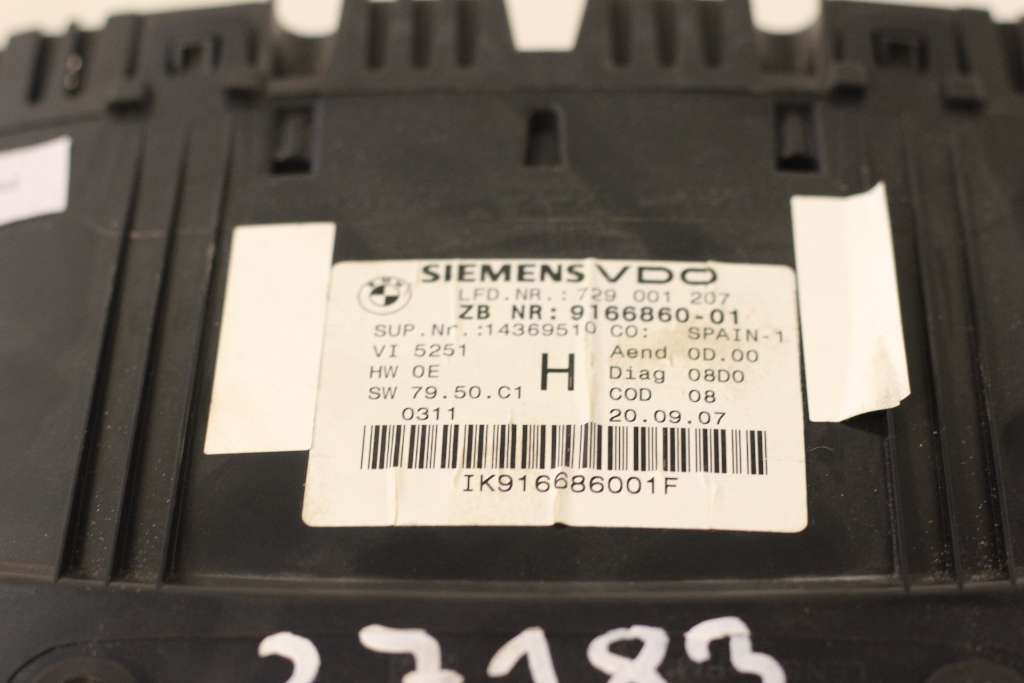 SIEMENS VDO
BMW
LFD.NR.:729 001 207
ZB NR: 9166860-01
SUP.Nr.:14369510 CO: SPAIN-1
VI 5251 Aend 0D.00
HW 0E H Diag 08D0
SW 79.50.C1 COD 08
0311 20.09.07
IK916686001F
27183